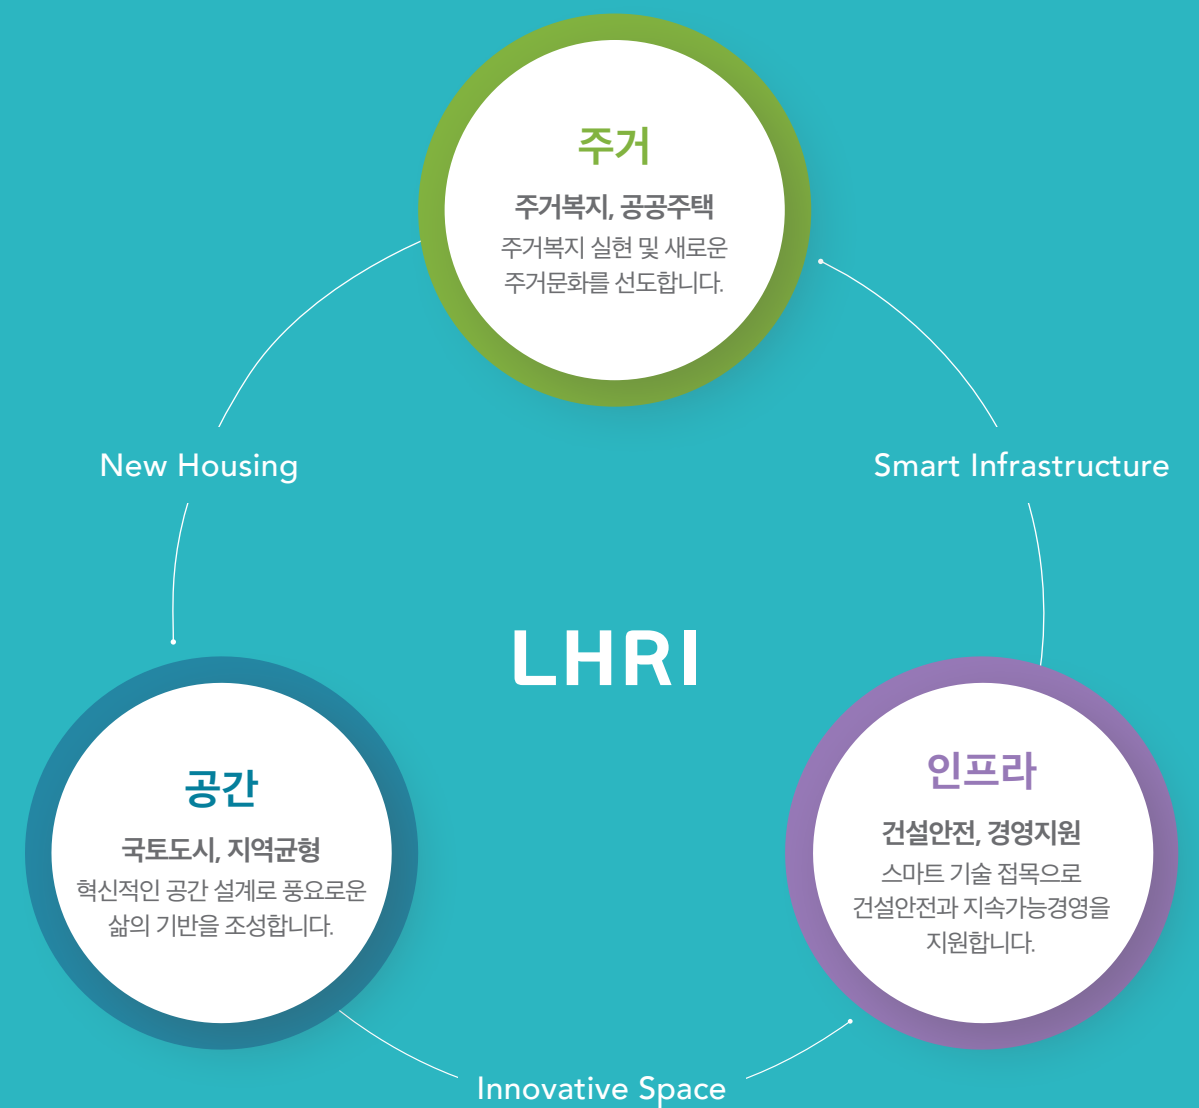 주거
주거복지, 공공주택
주거복지 실현 및 새로운
주거문화를 선도합니다.
New Housing
Smart Infrastructure
LHRI
공간
국토도시, 지역균형
혁신적인 공간 설계로 풍요로운
삶의 기반을 조성합니다.
인프라
건설안전, 경영지원
스마트 기술 접목으로
건설안전과 지속가능경영을
지원합니다.
Innovative Space